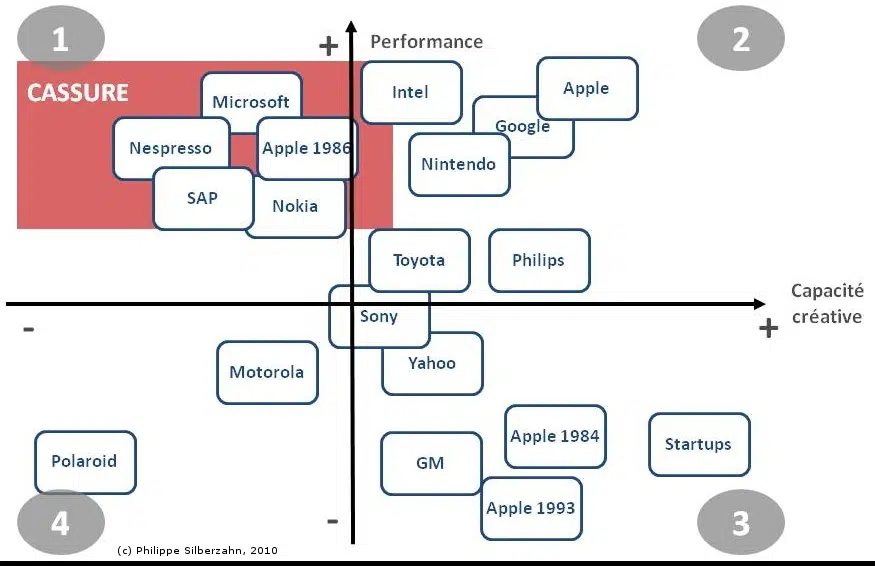 1
2
+
Performance
CASSURE
Microsoft
Intel
Apple
Google
Nespresso
Apple 1986
Nintendo
SAP
Nokia
Toyota
Philips
Capacité
créative
-
+
Sony
Motorola
Yahoo
Polaroid
GM
Apple 1984
Startups
Apple 1993
4
-
3
(c) Philippe Silberzahn, 2010